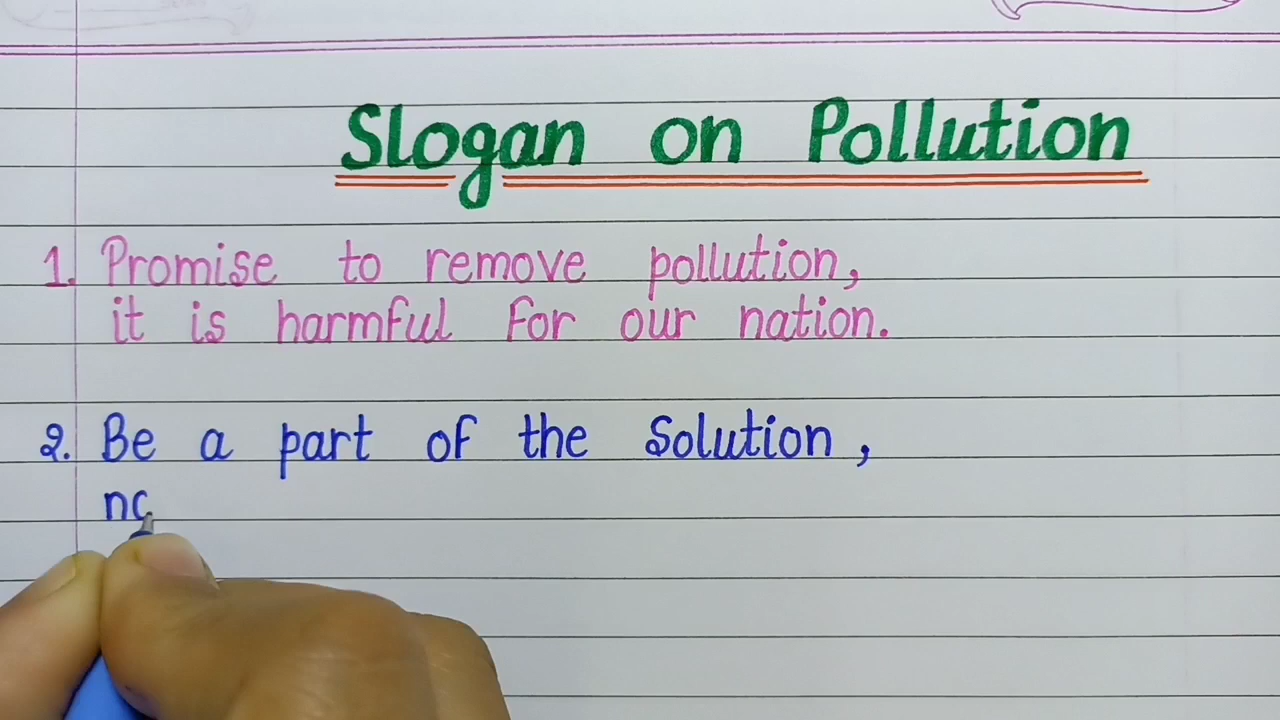 Slogan on Pollution
1. Promise to remove pollution,
it is harmful for our nation.
2. Be a part of the Solution,